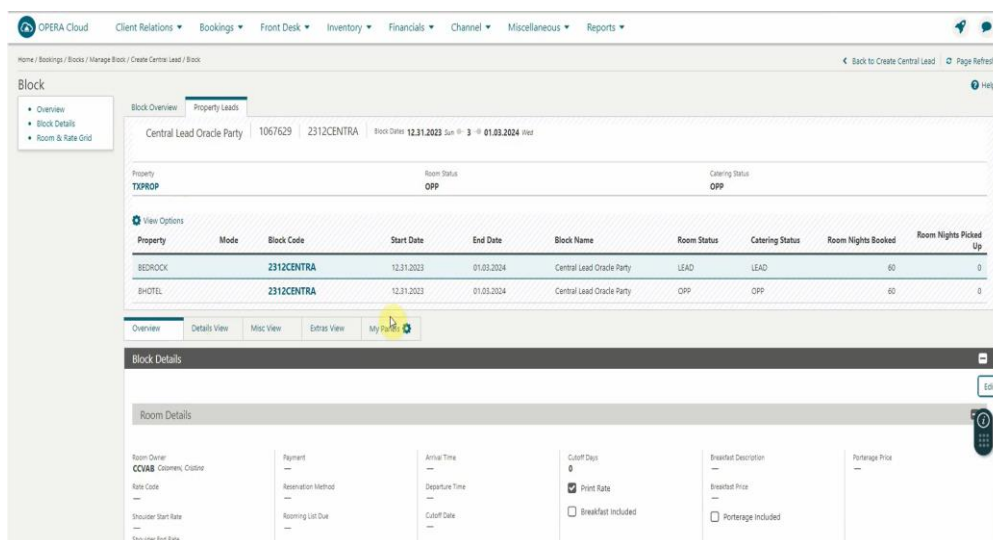 OPERA Cloud Client Relations Bookings Front Desk Inventory Financials Channel Miscellaneous Reports
Home / Bookings / Blocks / Manage Block / Create Central Lead / Block Back to Create Central Lead Page Refres
Block Hel
Overview
Block Details
Room & Rate Grid
Block Overview Property Leads
Central Lead Oracle Party 1067629 2312CENTRA Block Dates 12.31.2023 Sun 3 01.03.2024 Wed
Property Room Status Catering Status
TXPROP OPP OPP
View Options
Property Mode Block Code Start Date End Date Block Name Room Status Catering Status Room Nights Booked Room Nights Picked
Up
BEDROCK 2312CENTRA 12.31.2023 01.03.2024 Central Lead Oracle Party LEAD LEAD 60 0
BHOTEL 2312CENTRA 12.31.2023 01.03.2024 Central Lead Oracle Party OPP OPP 60 0
Overview Details View Misc View Extras View My Panels
Block Details
Edi
Room Details
Room Owner Payment Arrival Time Cutoff Days Breakfast Description Porterage Price
CCVAB — — 0 — —
Rate Code Reservation Method Departure Time Print Rate Breakfast Price
— — — —
Shoulder Start Rate Rooming List Due Cutoff Date Breakfast Included Porterage Included
— — —
Shoulder End Rate